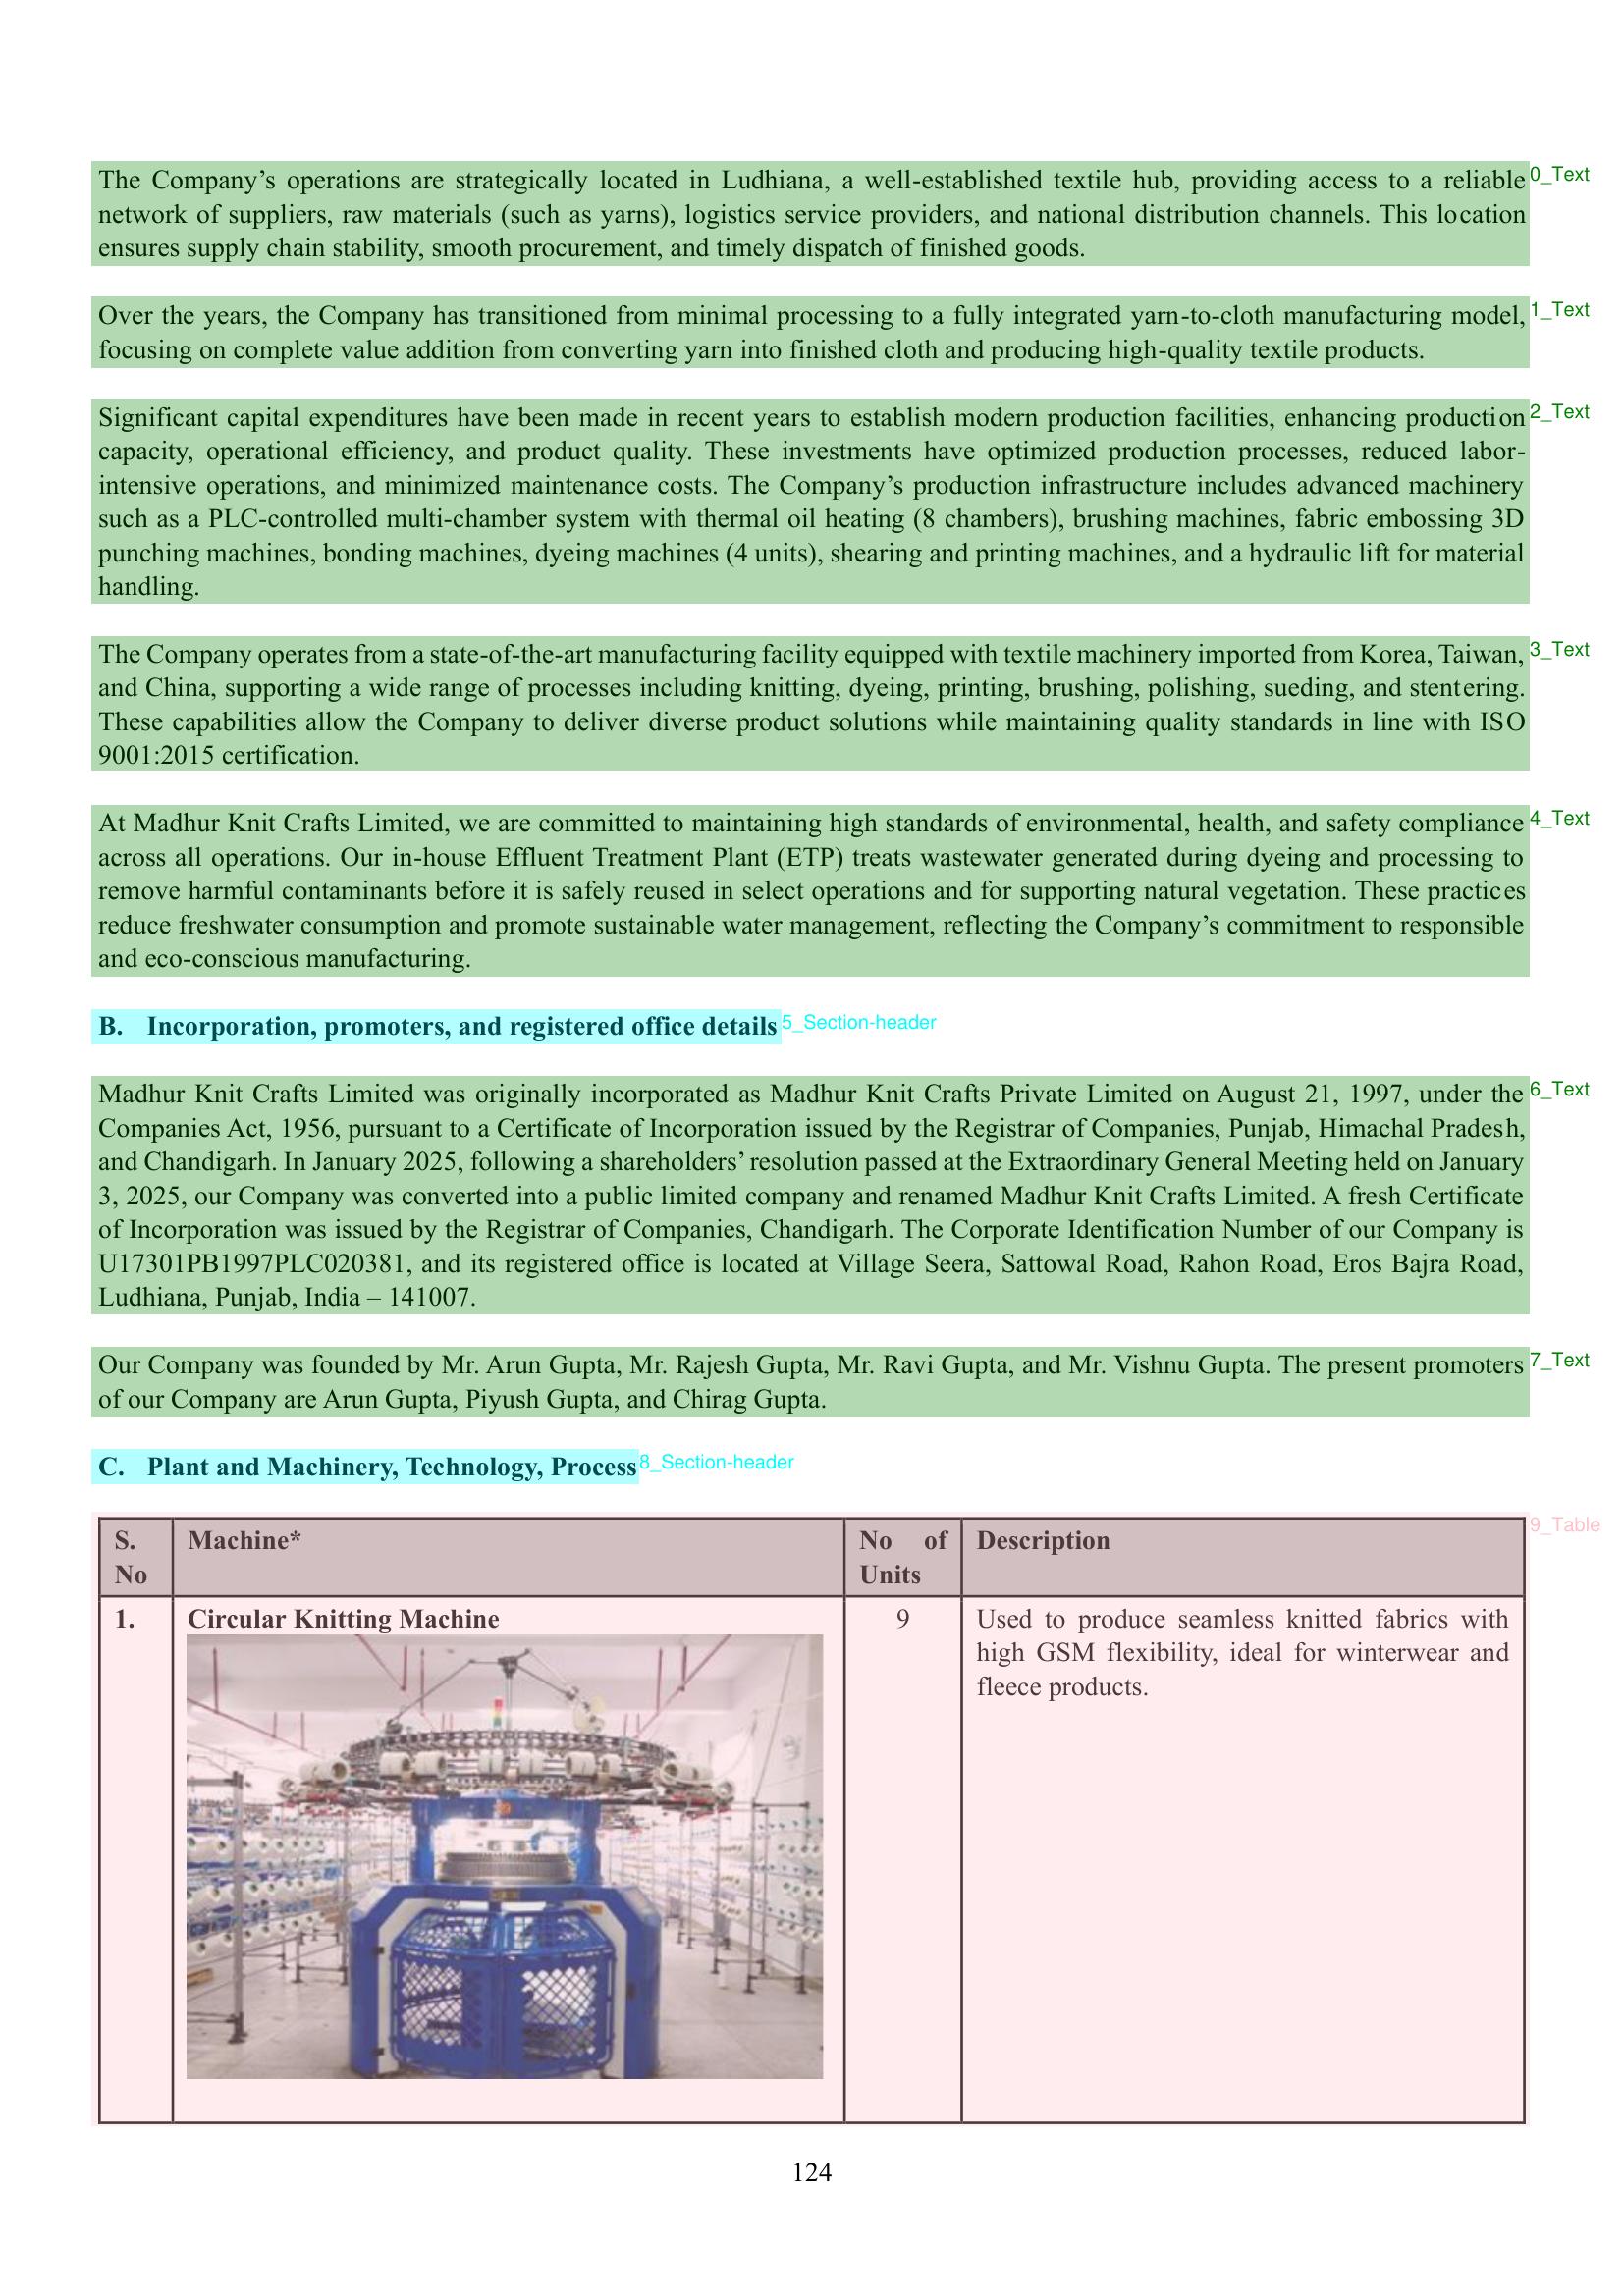 The Company’s operations are strategically located in Ludhiana, a well-established textile hub, providing access to a reliable 0_Text
network of suppliers, raw materials (such as yarns), logistics service providers, and national distribution channels. This location
ensures supply chain stability, smooth procurement, and timely dispatch of finished goods.
Over the years, the Company has transitioned from minimal processing to a fully integrated yarn-to-cloth manufacturing model, 1_Text
focusing on complete value addition from converting yarn into finished cloth and producing high-quality textile products.
Significant capital expenditures have been made in recent years to establish modern production facilities, enhancing production 2_Text
capacity, operational efficiency, and product quality. These investments have optimized production processes, reduced labor-
intensive operations, and minimized maintenance costs. The Company’s production infrastructure includes advanced machinery
such as a PLC-controlled multi-chamber system with thermal oil heating (8 chambers), brushing machines, fabric embossing 3D
punching machines, bonding machines, dyeing machines (4 units), shearing and printing machines, and a hydraulic lift for material
handling.
The Company operates from a state-of-the-art manufacturing facility equipped with textile machinery imported from Korea, Taiwan, 3_Text
and China, supporting a wide range of processes including knitting, dyeing, printing, brushing, polishing, sueding, and stentering.
These capabilities allow the Company to deliver diverse product solutions while maintaining quality standards in line with ISO
9001:2015 certification.
At Madhur Knit Crafts Limited, we are committed to maintaining high standards of environmental, health, and safety compliance 4_Text
across all operations. Our in-house Effluent Treatment Plant (ETP) treats wastewater generated during dyeing and processing to
remove harmful contaminants before it is safely reused in select operations and for supporting natural vegetation. These practices
reduce freshwater consumption and promote sustainable water management, reflecting the Company’s commitment to responsible
and eco-conscious manufacturing.
B. Incorporation, promoters, and registered office details 5_Section-header
Madhur Knit Crafts Limited was originally incorporated as Madhur Knit Crafts Private Limited on August 21, 1997, under the 6_Text
Companies Act, 1956, pursuant to a Certificate of Incorporation issued by the Registrar of Companies, Punjab, Himachal Pradesh,
and Chandigarh. In January 2025, following a shareholders’ resolution passed at the Extraordinary General Meeting held on January
3, 2025, our Company was converted into a public limited company and renamed Madhur Knit Crafts Limited. A fresh Certificate
of Incorporation was issued by the Registrar of Companies, Chandigarh. The Corporate Identification Number of our Company is
U17301PB1997PLC020381, and its registered office is located at Village Seera, Sattowal Road, Rahon Road, Eros Bajra Road,
Ludhiana, Punjab, India – 141007.
Our Company was founded by Mr. Arun Gupta, Mr. Rajesh Gupta, Mr. Ravi Gupta, and Mr. Vishnu Gupta. The present promoters 7_Text
of our Company are Arun Gupta, Piyush Gupta, and Chirag Gupta.
C. Plant and Machinery, Technology, Process 8_Section-header
9_Table
S. No Machine* No of Units Description
1. Circular Knitting Machine 9 Used to produce seamless knitted fabrics with
high GSM flexibility, ideal for winterwear and
fleece products.
124